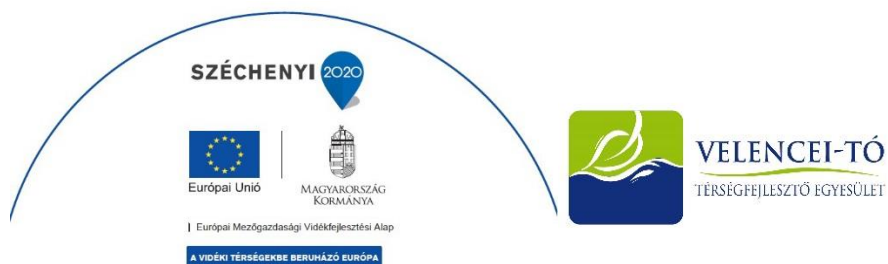 SZÉCHENYI 2020
Európai Unió
MAGYARORSZÁG
KORMÁNYA
Európai Mezőgazdasági Vidékfejlesztési Alap
A VIDÉKI TÉRSÉGEKBE BERUHÁZÓ EURÓPA
VELENCEI-TÓ
TÉRSÉGFEJLESZTŐ EGYESÜLET